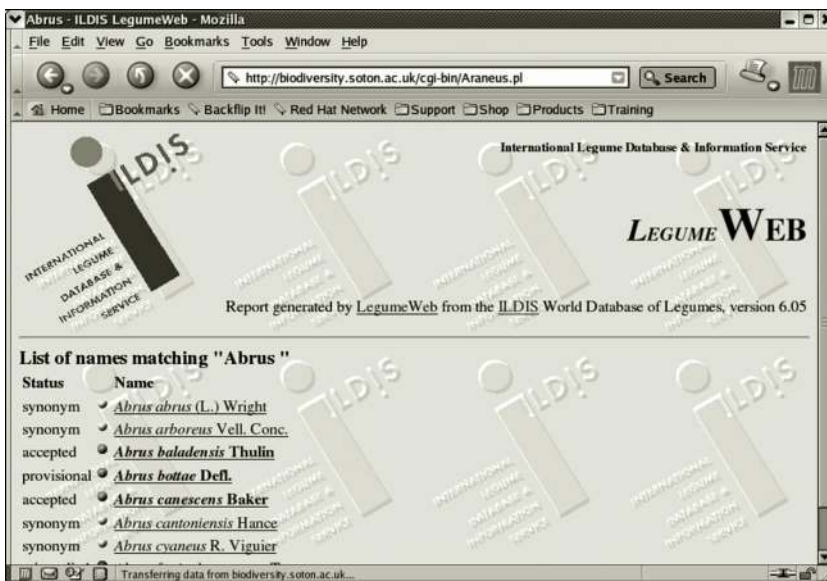 Abrus - ILDIS LegumeWeb - Mozilla
File Edit View Go Bookmarks Tools Window Help
http://biodiversity.soton.ac.uk/cgi-bin/Araneus.pl Search
Home Bookmarks Backflip It! Red Hat Network Support Shop Products Training
ILDIS
INTERNATIONAL
LEGUME
DATABASE &
INFORMATION
SERVICE
International Legume Database & Information Service
LEGUME WEB
Report generated by LegumeWeb from the ILDIS World Database of Legumes, version 6.05
List of names matching "Abrus "
Status Name
synonym Abrus abrus (L.) Wright
synonym Abrus arboreus Vell. Conc.
accepted Abrus baladensis Thulin
provisional Abrus bottae Defl.
accepted Abrus canescens Baker
synonym Abrus cantoniensis Hance
synonym Abrus cyaneus R. Viguier
Transferring data from biodiversity.soton.ac.uk...